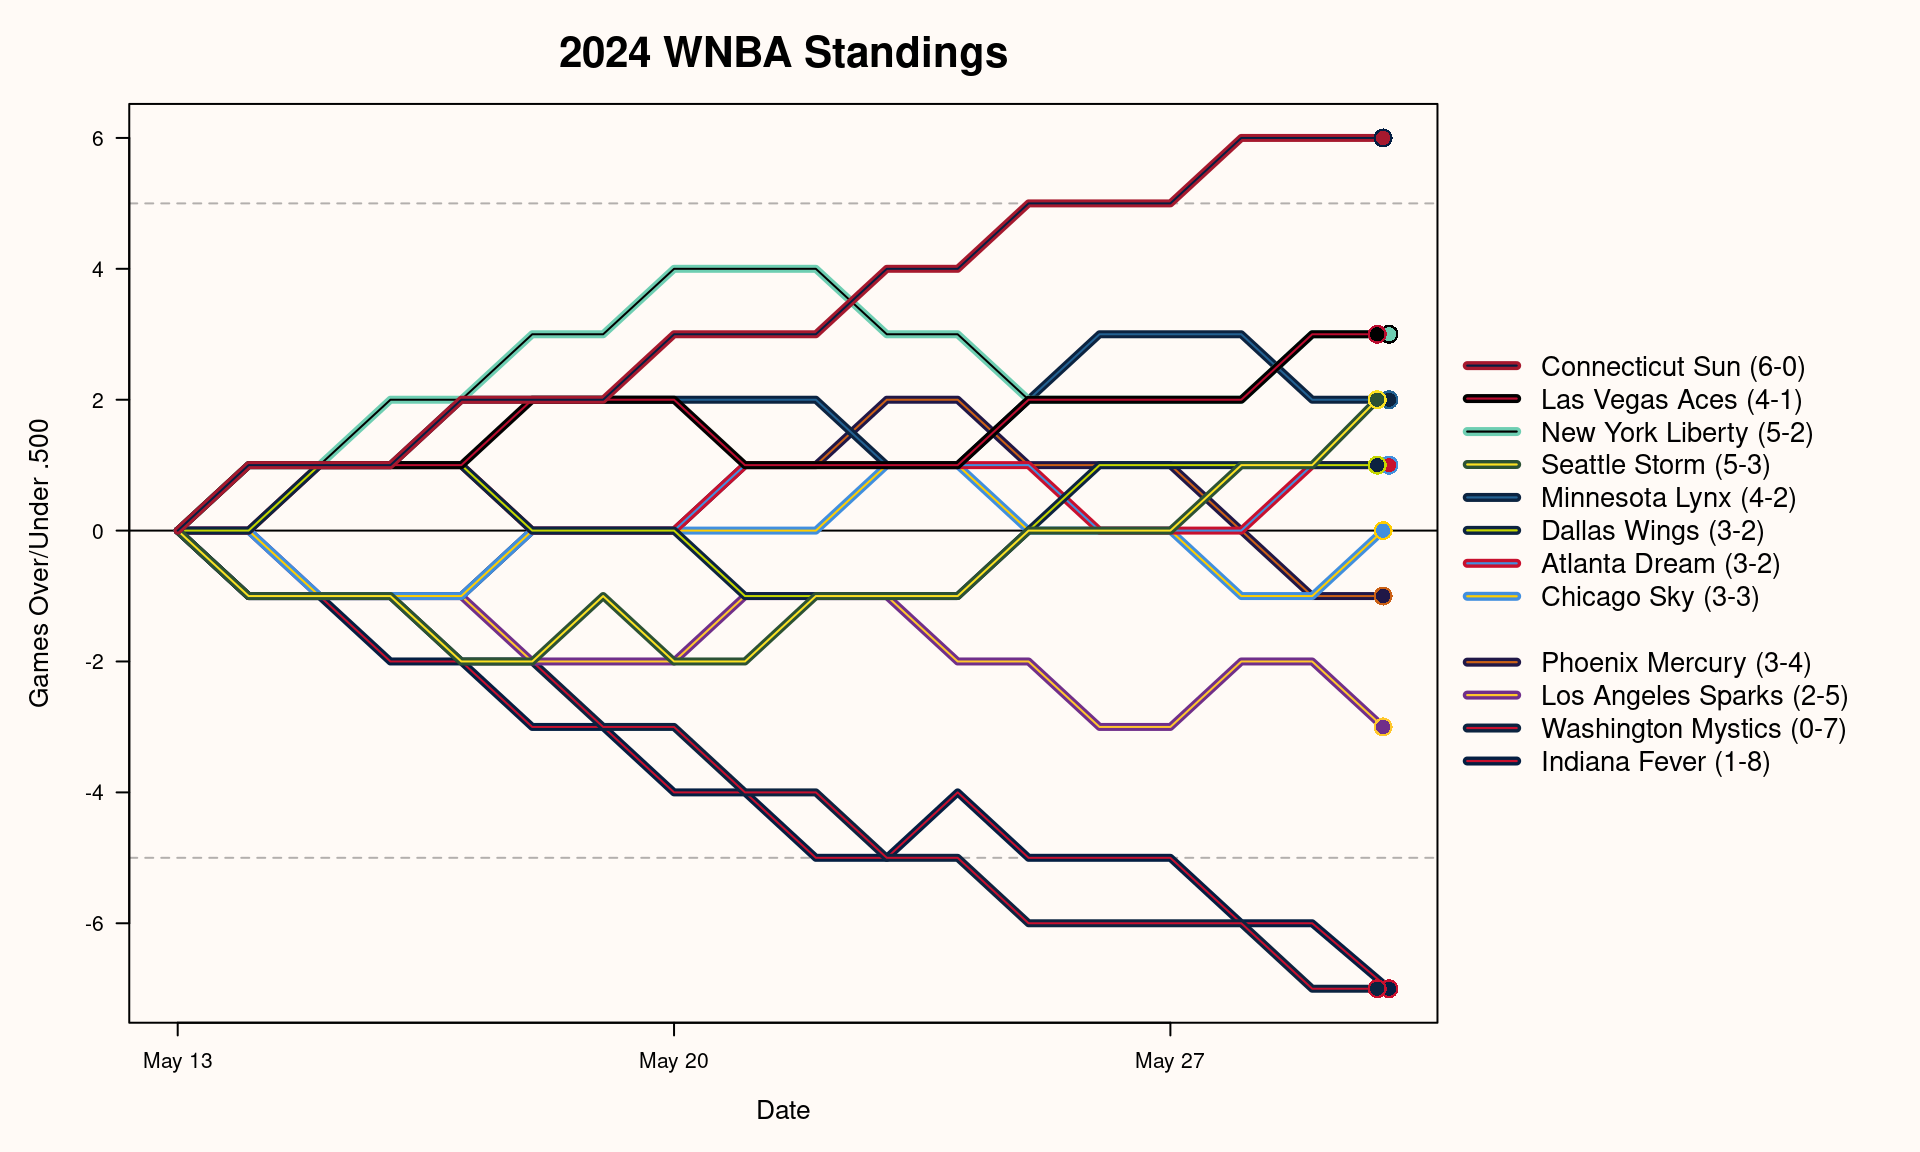 2024 WNBA Standings
Games Over/Under .500
6
4
2
0
-2
-4
-6
May 13
May 20
May 27
Date
Connecticut Sun (6-0)
Las Vegas Aces (4-1)
New York Liberty (5-2)
Seattle Storm (5-3)
Minnesota Lynx (4-2)
Dallas Wings (3-2)
Atlanta Dream (3-2)
Chicago Sky (3-3)
Phoenix Mercury (3-4)
Los Angeles Sparks (2-5)
Washington Mystics (0-7)
Indiana Fever (1-8)